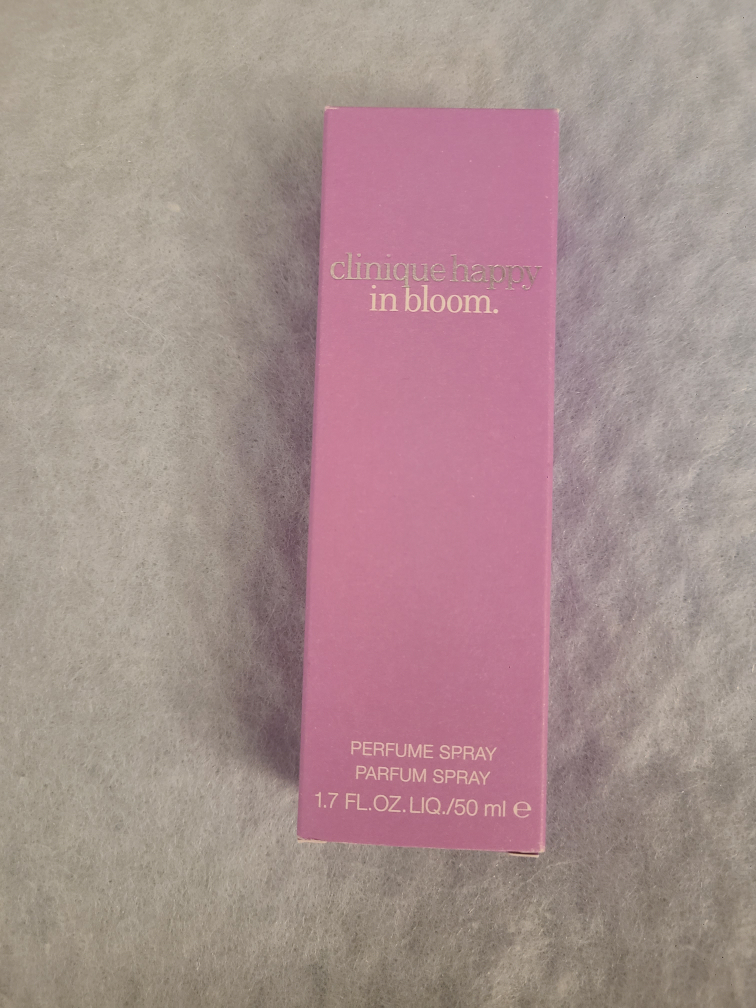 clinique happy
in bloom.
PERFUME SPRAY
PARFUM SPRAY
1.7 FL.OZ.LIQ./50 ml ℮